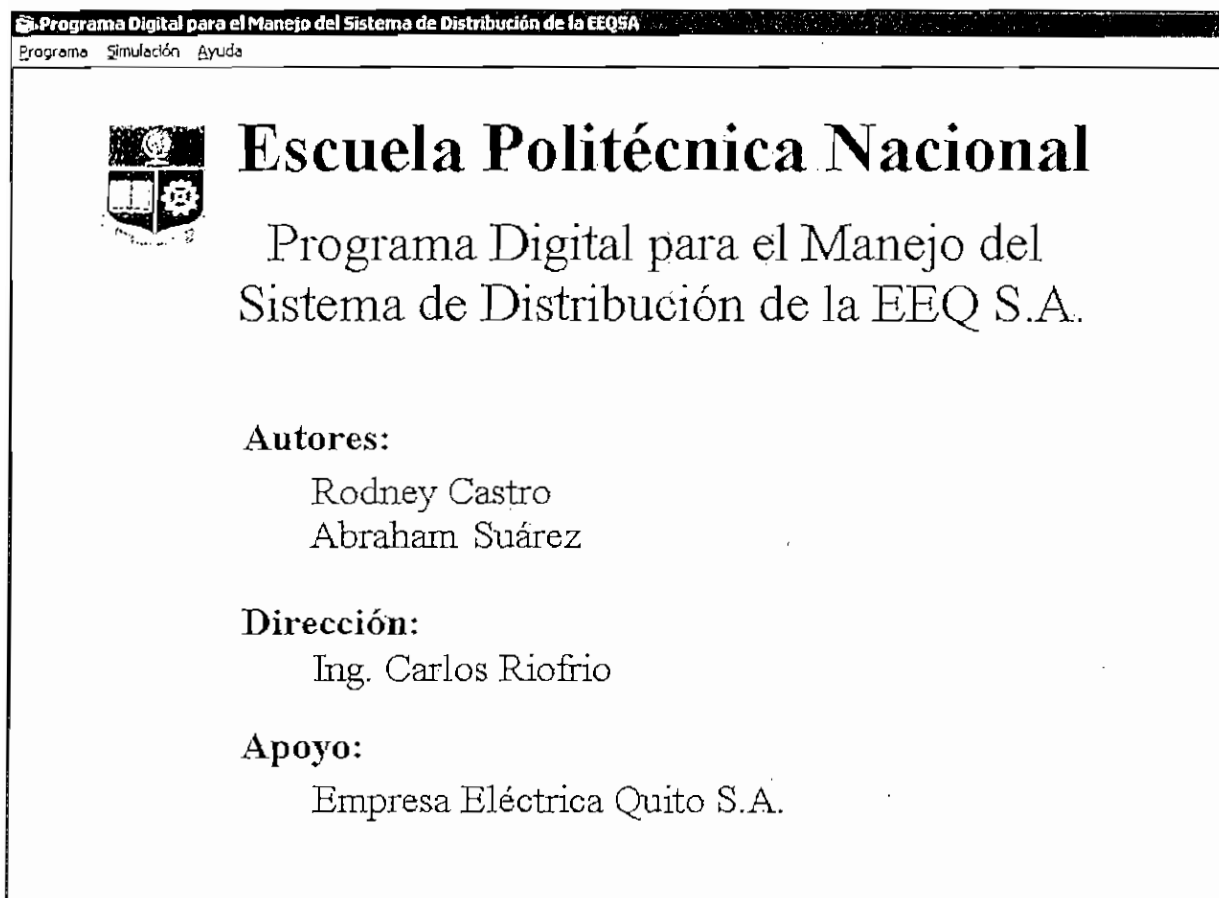 Programa Digital para el Manejo del Sistema de Distribución de la EEQSA
Programa Simulación Ayuda
Escuela Politécnica Nacional
Programa Digital para el Manejo del
Sistema de Distribución de la EEQ S.A.
Autores:
Rodney Castro
Abraham Suárez
Dirección:
Ing. Carlos Riofrio
Apoyo:
Empresa Eléctrica Quito S.A.